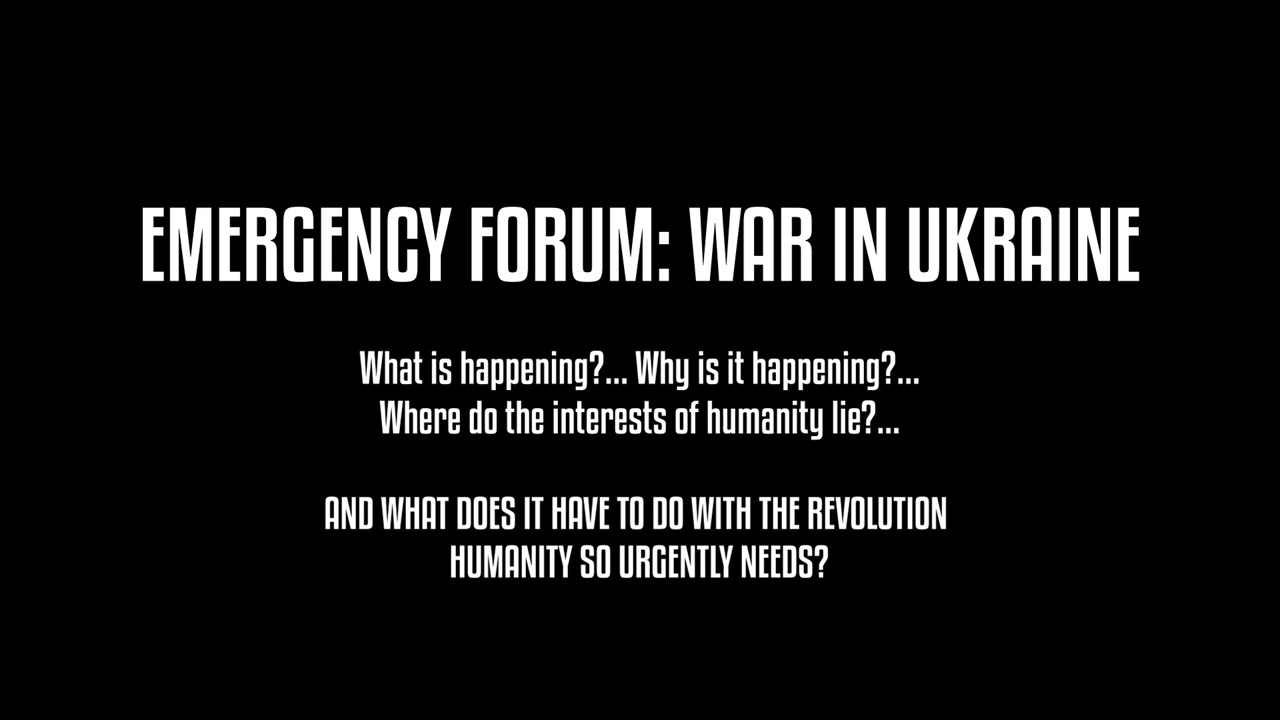 EMERGENCY FORUM: WAR IN UKRAINE
What is happening?... Why is it happening?...
Where do the interests of humanity lie?...
AND WHAT DOES IT HAVE TO DO WITH THE REVOLUTION
HUMANITY SO URGENTLY NEEDS?